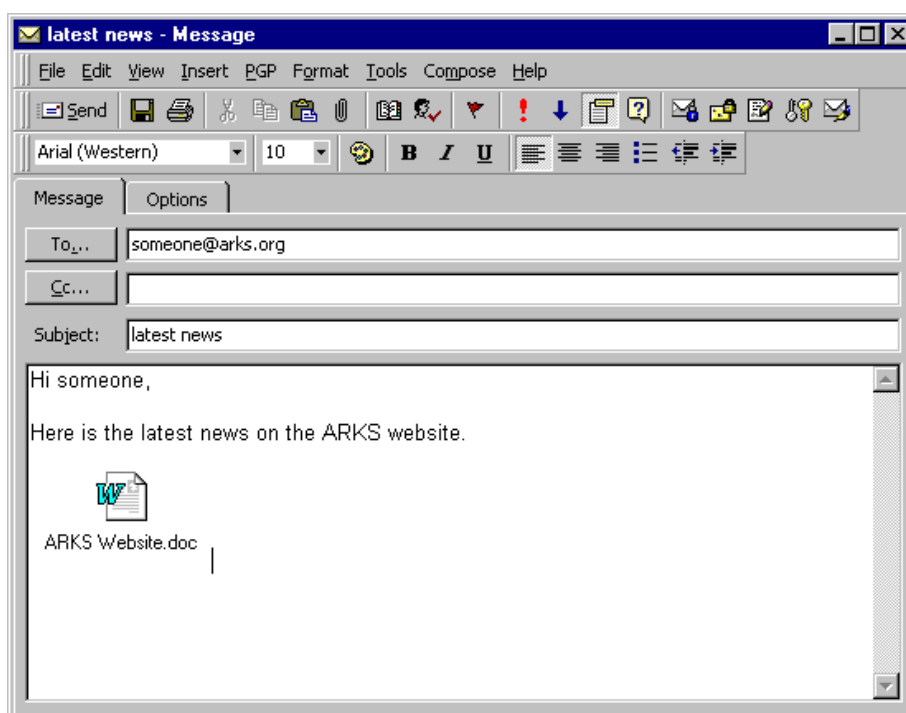 latest news - Message
File Edit View Insert PGP Format Tools Compose Help
Send
Arial (Western) 10 B I U
Message Options
To... someone@arks.org
Cc...
Subject: latest news
Hi someone,
Here is the latest news on the ARKS website.
ARKS Website.doc